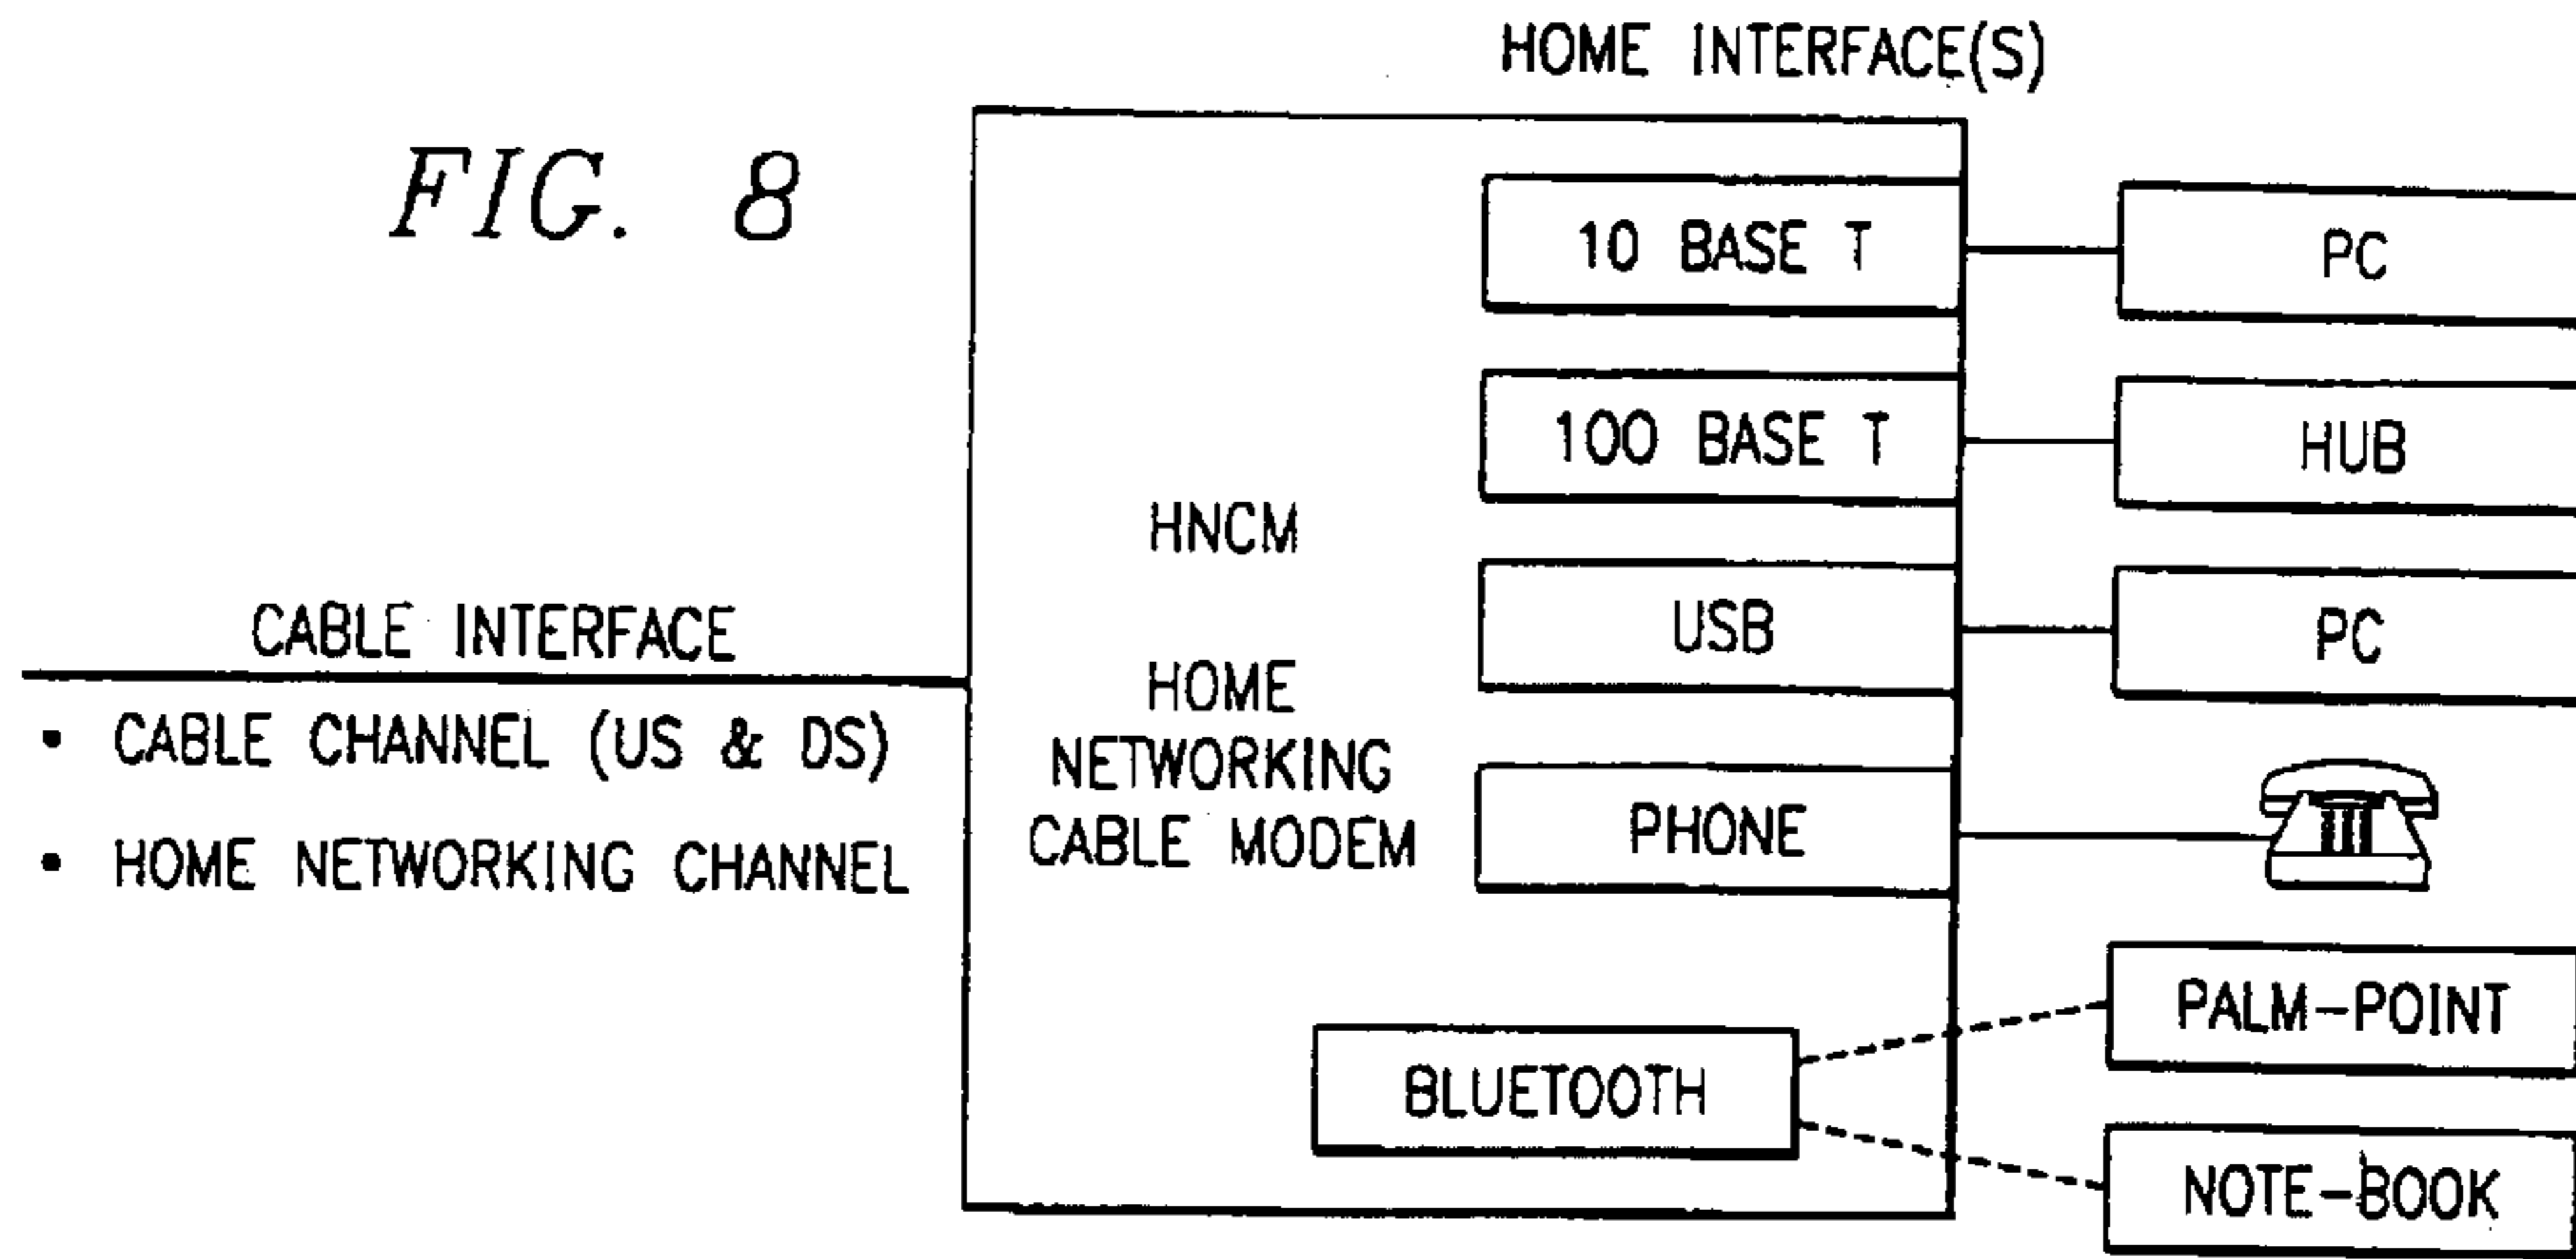 HOME INTERFACE(S)
FIG. 8
10 BASE T
PC
100 BASE T
HUB
HNCM
USB
PC
CABLE INTERFACE
• CABLE CHANNEL (US & DS)
• HOME NETWORKING CHANNEL
HOME
NETWORKING
CABLE MODEM
PHONE
BLUETOOTH
PALM-POINT
NOTE-BOOK